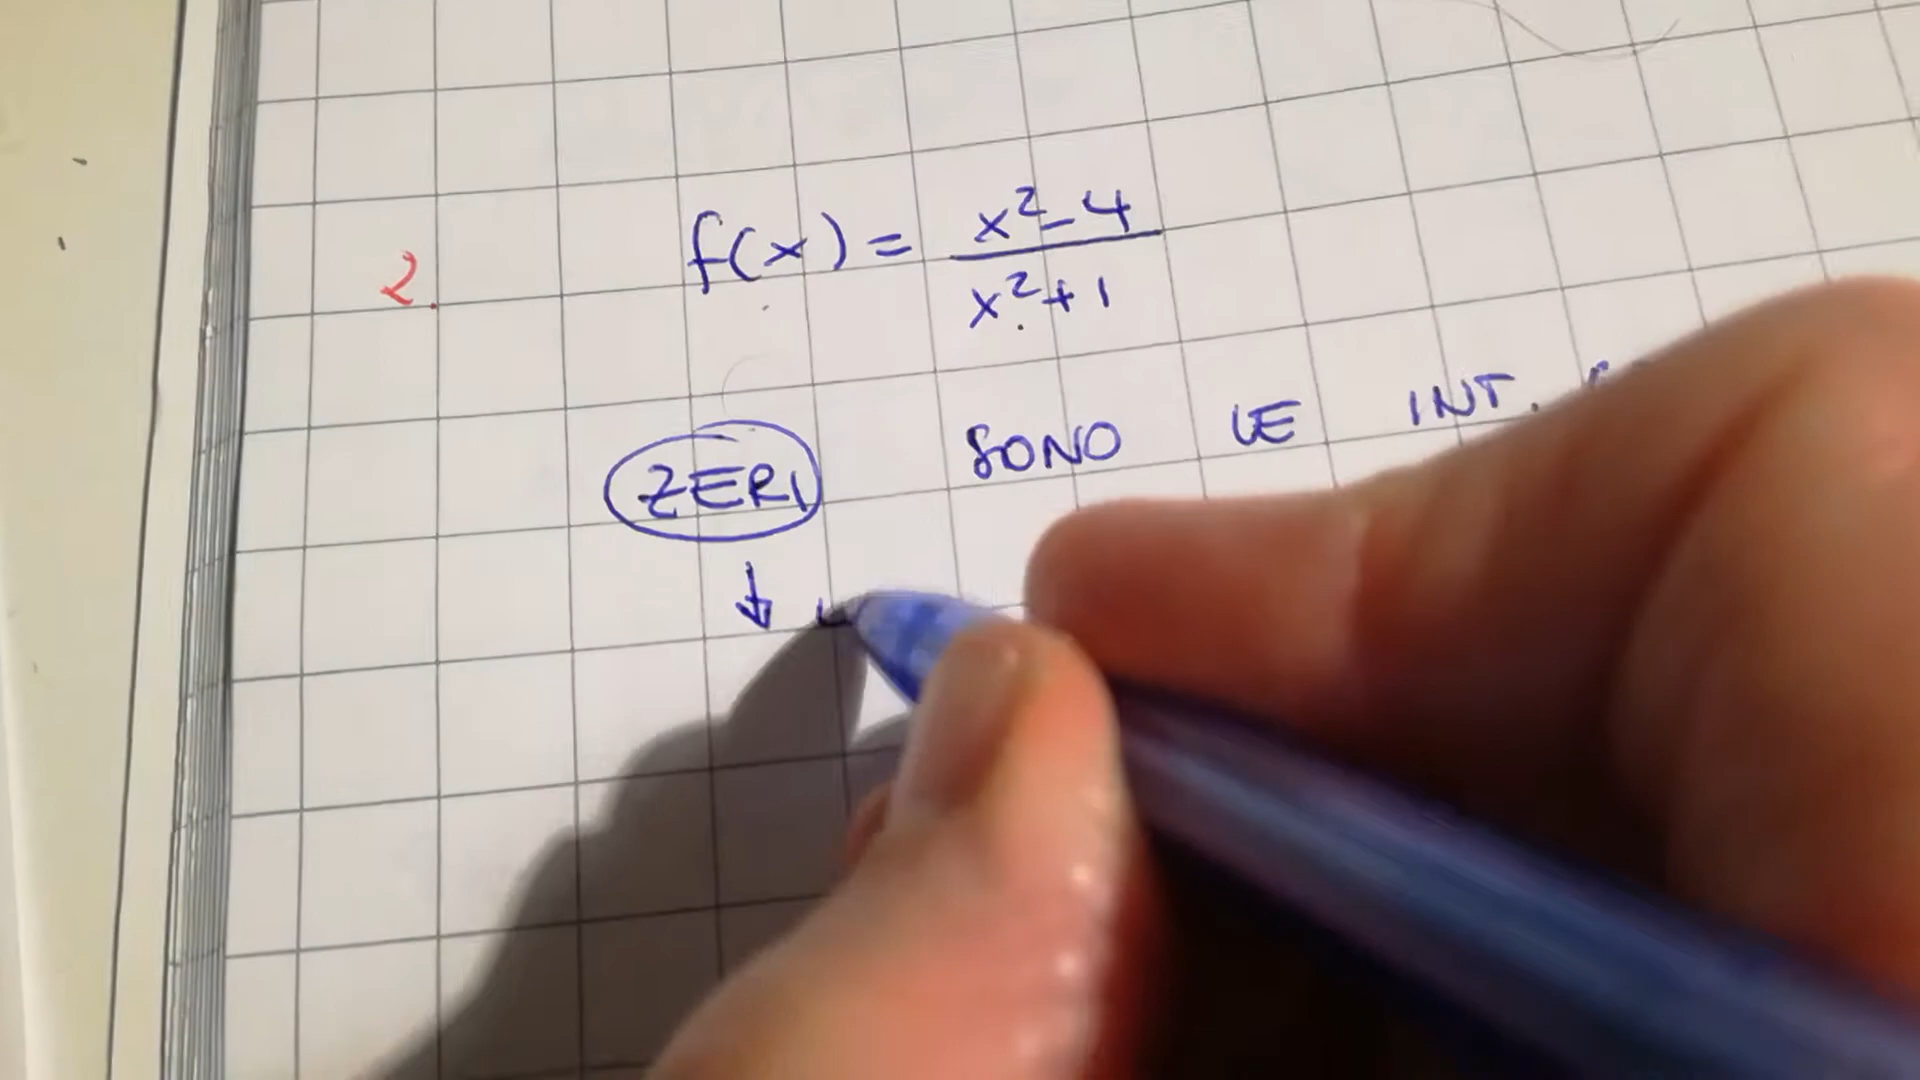 2. f(x) = x²-4 / x²+1
ZERI SONO LE INT.
↓